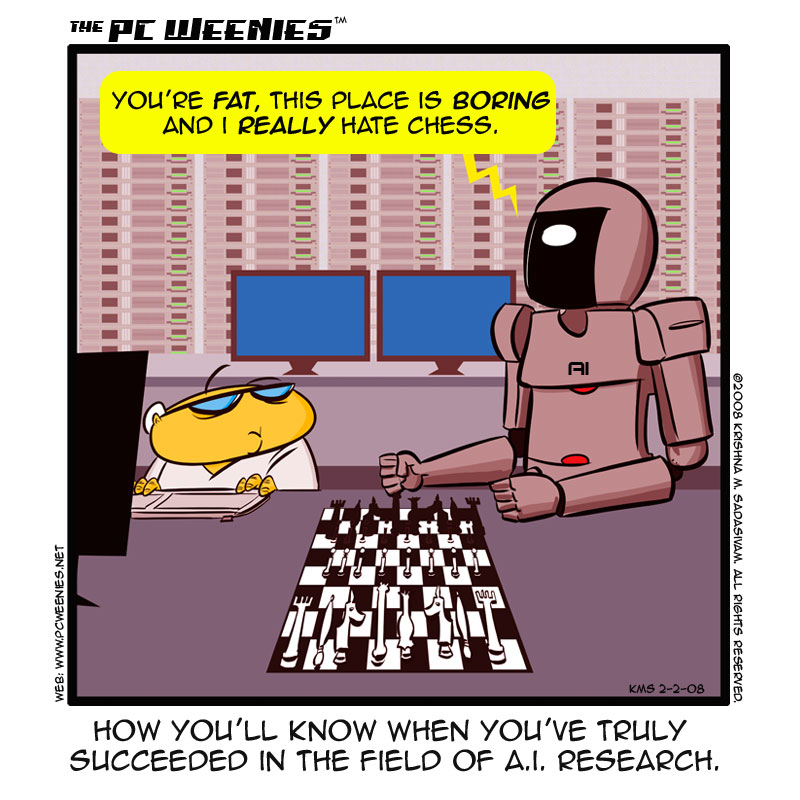 THE PC WEENIES™
YOU'RE FAT, THIS PLACE IS BORING
AND I REALLY HATE CHESS.
AI
©2008 KRISHNA M. SADASIVAM. ALL RIGHTS RESERVED.
WEB: WWW.PCWEENIES.NET
KMS 2-2-08
HOW YOU'LL KNOW WHEN YOU'VE TRULY
SUCCEEDED IN THE FIELD OF A.I. RESEARCH.